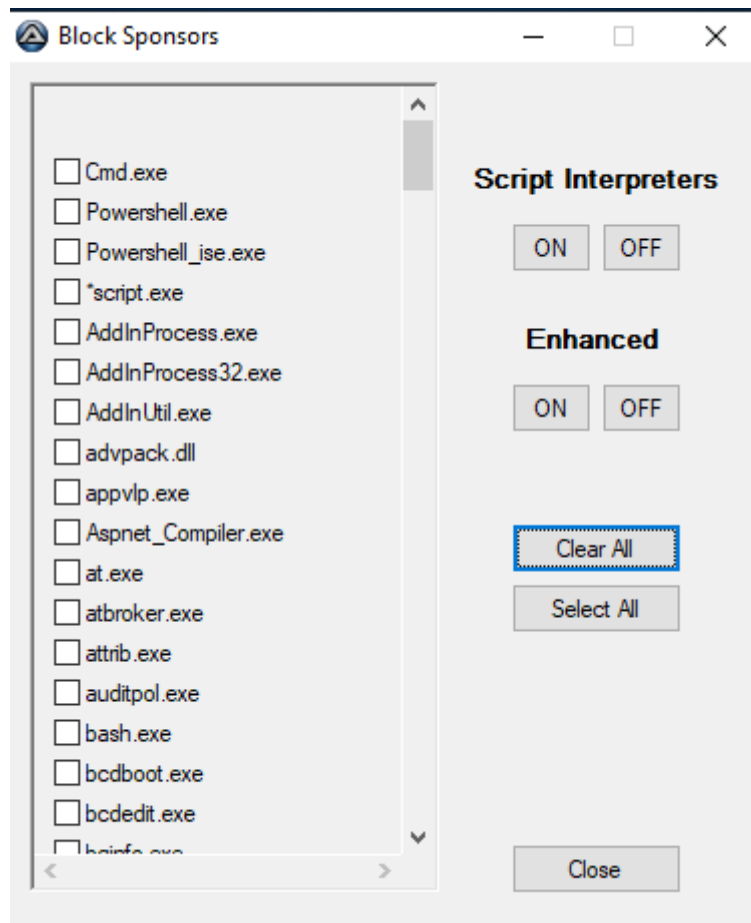 Block Sponsors
Cmd.exe
Powershell.exe
Powershell_ise.exe
*script.exe
AddInProcess.exe
AddInProcess32.exe
AddInUtil.exe
advpack.dll
appvlp.exe
Aspnet_Compiler.exe
at.exe
atbroker.exe
attrib.exe
auditpol.exe
bash.exe
bcdboot.exe
bcdedit.exe
Script Interpreters
ON OFF
Enhanced
ON OFF
Clear All
Select All
Close